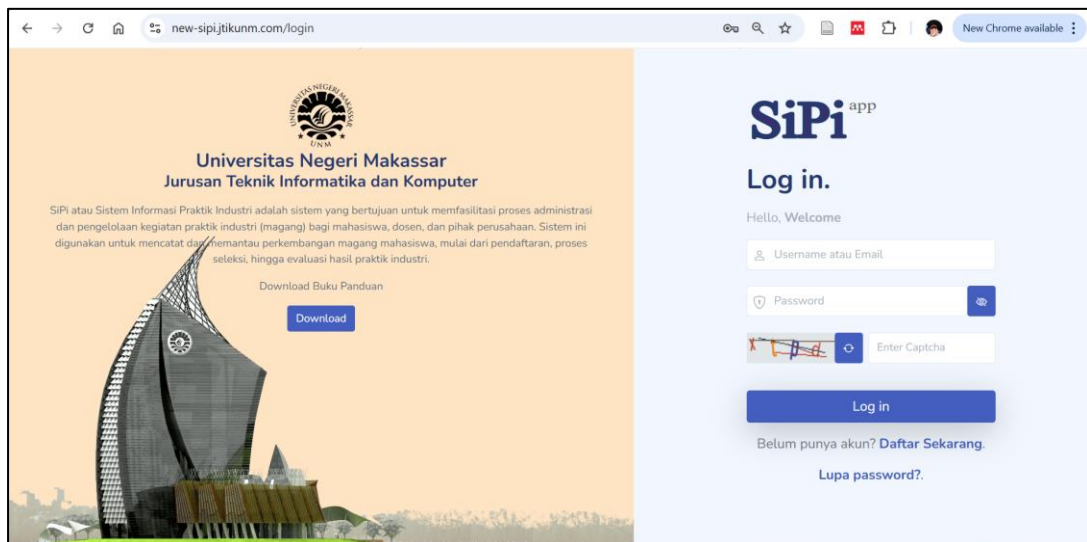 new-sipi.jtikunm.com/login
New Chrome available
UNIVERSITAS NEGERI MAKASSAR
UNM
Universitas Negeri Makassar
Jurusan Teknik Informatika dan Komputer
SiPi atau Sistem Informasi Praktik Industri adalah sistem yang bertujuan untuk memfasilitasi proses administrasi
dan pengelolaan kegiatan praktik industri (magang) bagi mahasiswa, dosen, dan pihak perusahaan. Sistem ini
digunakan untuk mencatat dan memantau perkembangan magang mahasiswa, mulai dari pendaftaran, proses
seleksi, hingga evaluasi hasil praktik industri.
Download Buku Panduan
Download
SiPi app
Log in.
Hello, Welcome
Username atau Email
Password
Enter Captcha
Log in
Belum punya akun? Daftar Sekarang.
Lupa password?.